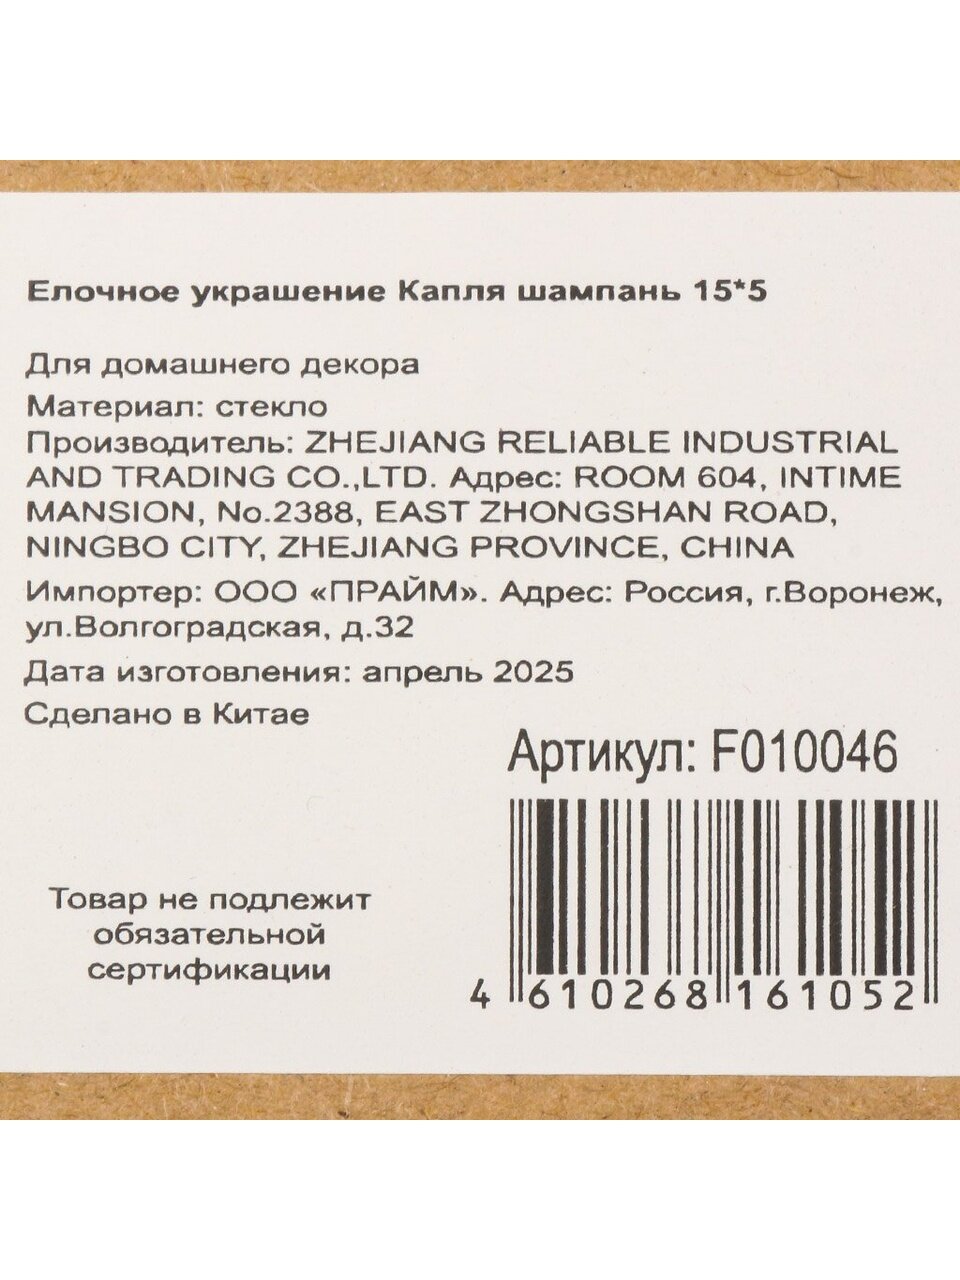 Елочное украшение Капля шампань 15*5
Для домашнего декора
Материал: стекло
Производитель: ZHEJIANG RELIABLE INDUSTRIAL
AND TRADING CO.,LTD. Адрес: ROOM 604, INTIME
MANSION, No.2388, EAST ZHONGSHAN ROAD,
NINGBO CITY, ZHEJIANG PROVINCE, CHINA
Импортер: ООО «ПРАЙМ». Адрес: Россия, г.Воронеж,
ул.Волгоградская, д.32
Дата изготовления: апрель 2025
Сделано в Китае
Артикул: F010046
Товар не подлежит
обязательной
сертификации
4 610268 161052